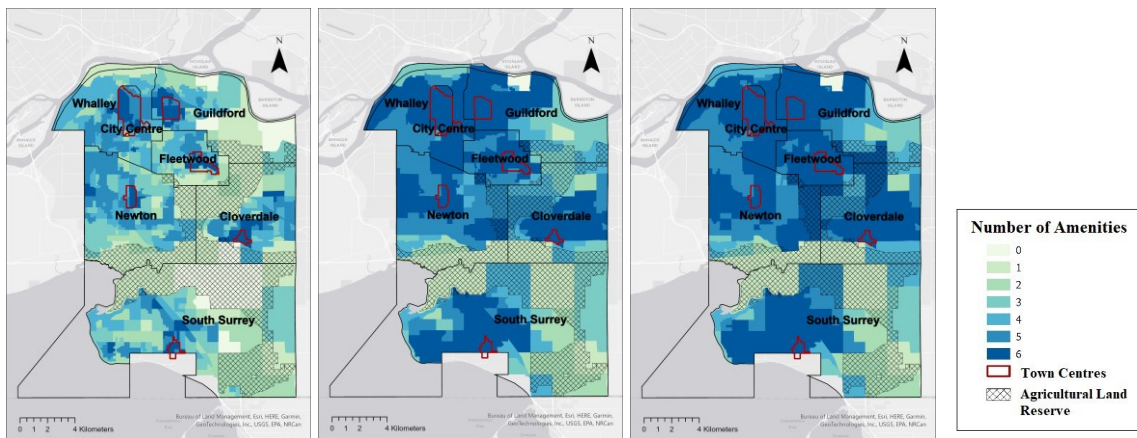 N
Whalley
Guildford
City Centre
Fleetwood
Newton
Cloverdale
South Surrey
0 1 2 4 Kilometers
Bureau of Land Management, Esri, HERE, Garmin,
GeoTechnologies, Inc., USGS, EPA, NRCan
N
Whalley
Guildford
City Centre
Fleetwood
Newton
Cloverdale
South Surrey
0 1 2 4 Kilometers
Bureau of Land Management, Esri, HERE, Garmin,
GeoTechnologies, Inc., USGS, EPA, NRCan
N
Whalley
Guildford
City Centre
Fleetwood
Newton
Cloverdale
South Surrey
0 1 2 4 Kilometers
Bureau of Land Management, Esri, HERE, Garmin,
GeoTechnologies, Inc., USGS, EPA, NRCan
Number of Amenities
0
1
2
3
4
5
6
Town Centres
Agricultural Land
Reserve